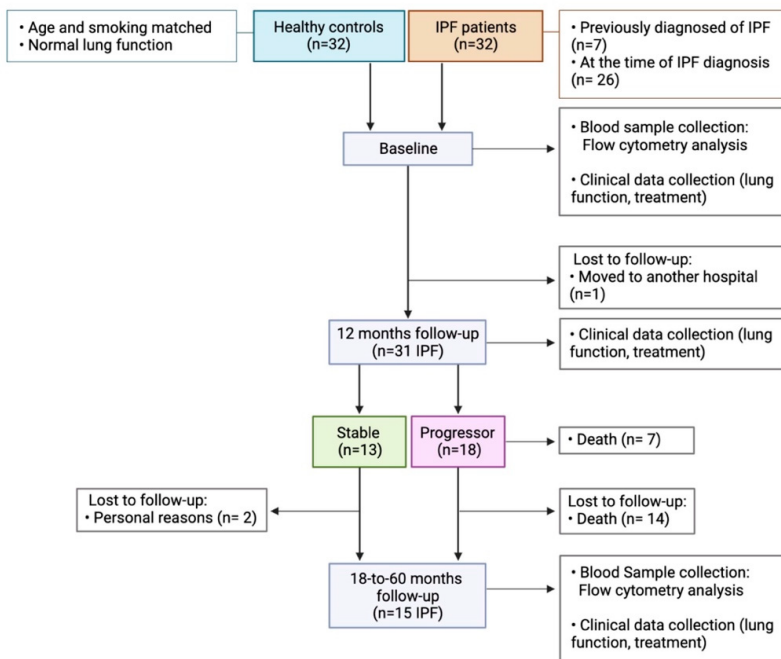 • Age and smoking matched
• Normal lung function
Healthy controls
(n=32)
IPF patients
(n=32)
• Previously diagnosed of IPF
(n=7)
• At the time of IPF diagnosis
(n= 26)
Baseline
• Blood sample collection:
Flow cytometry analysis
• Clinical data collection (lung
function, treatment)
Lost to follow-up:
• Moved to another hospital
(n=1)
12 months follow-up
(n=31 IPF)
• Clinical data collection (lung
function, treatment)
Stable
(n=13)
Progressor
(n=18)
• Death (n= 7)
Lost to follow-up:
• Personal reasons (n= 2)
Lost to follow-up:
• Death (n= 14)
18-to-60 months
follow-up
(n=15 IPF)
• Blood Sample collection:
Flow cytometry analysis
• Clinical data collection (lung
function, treatment)